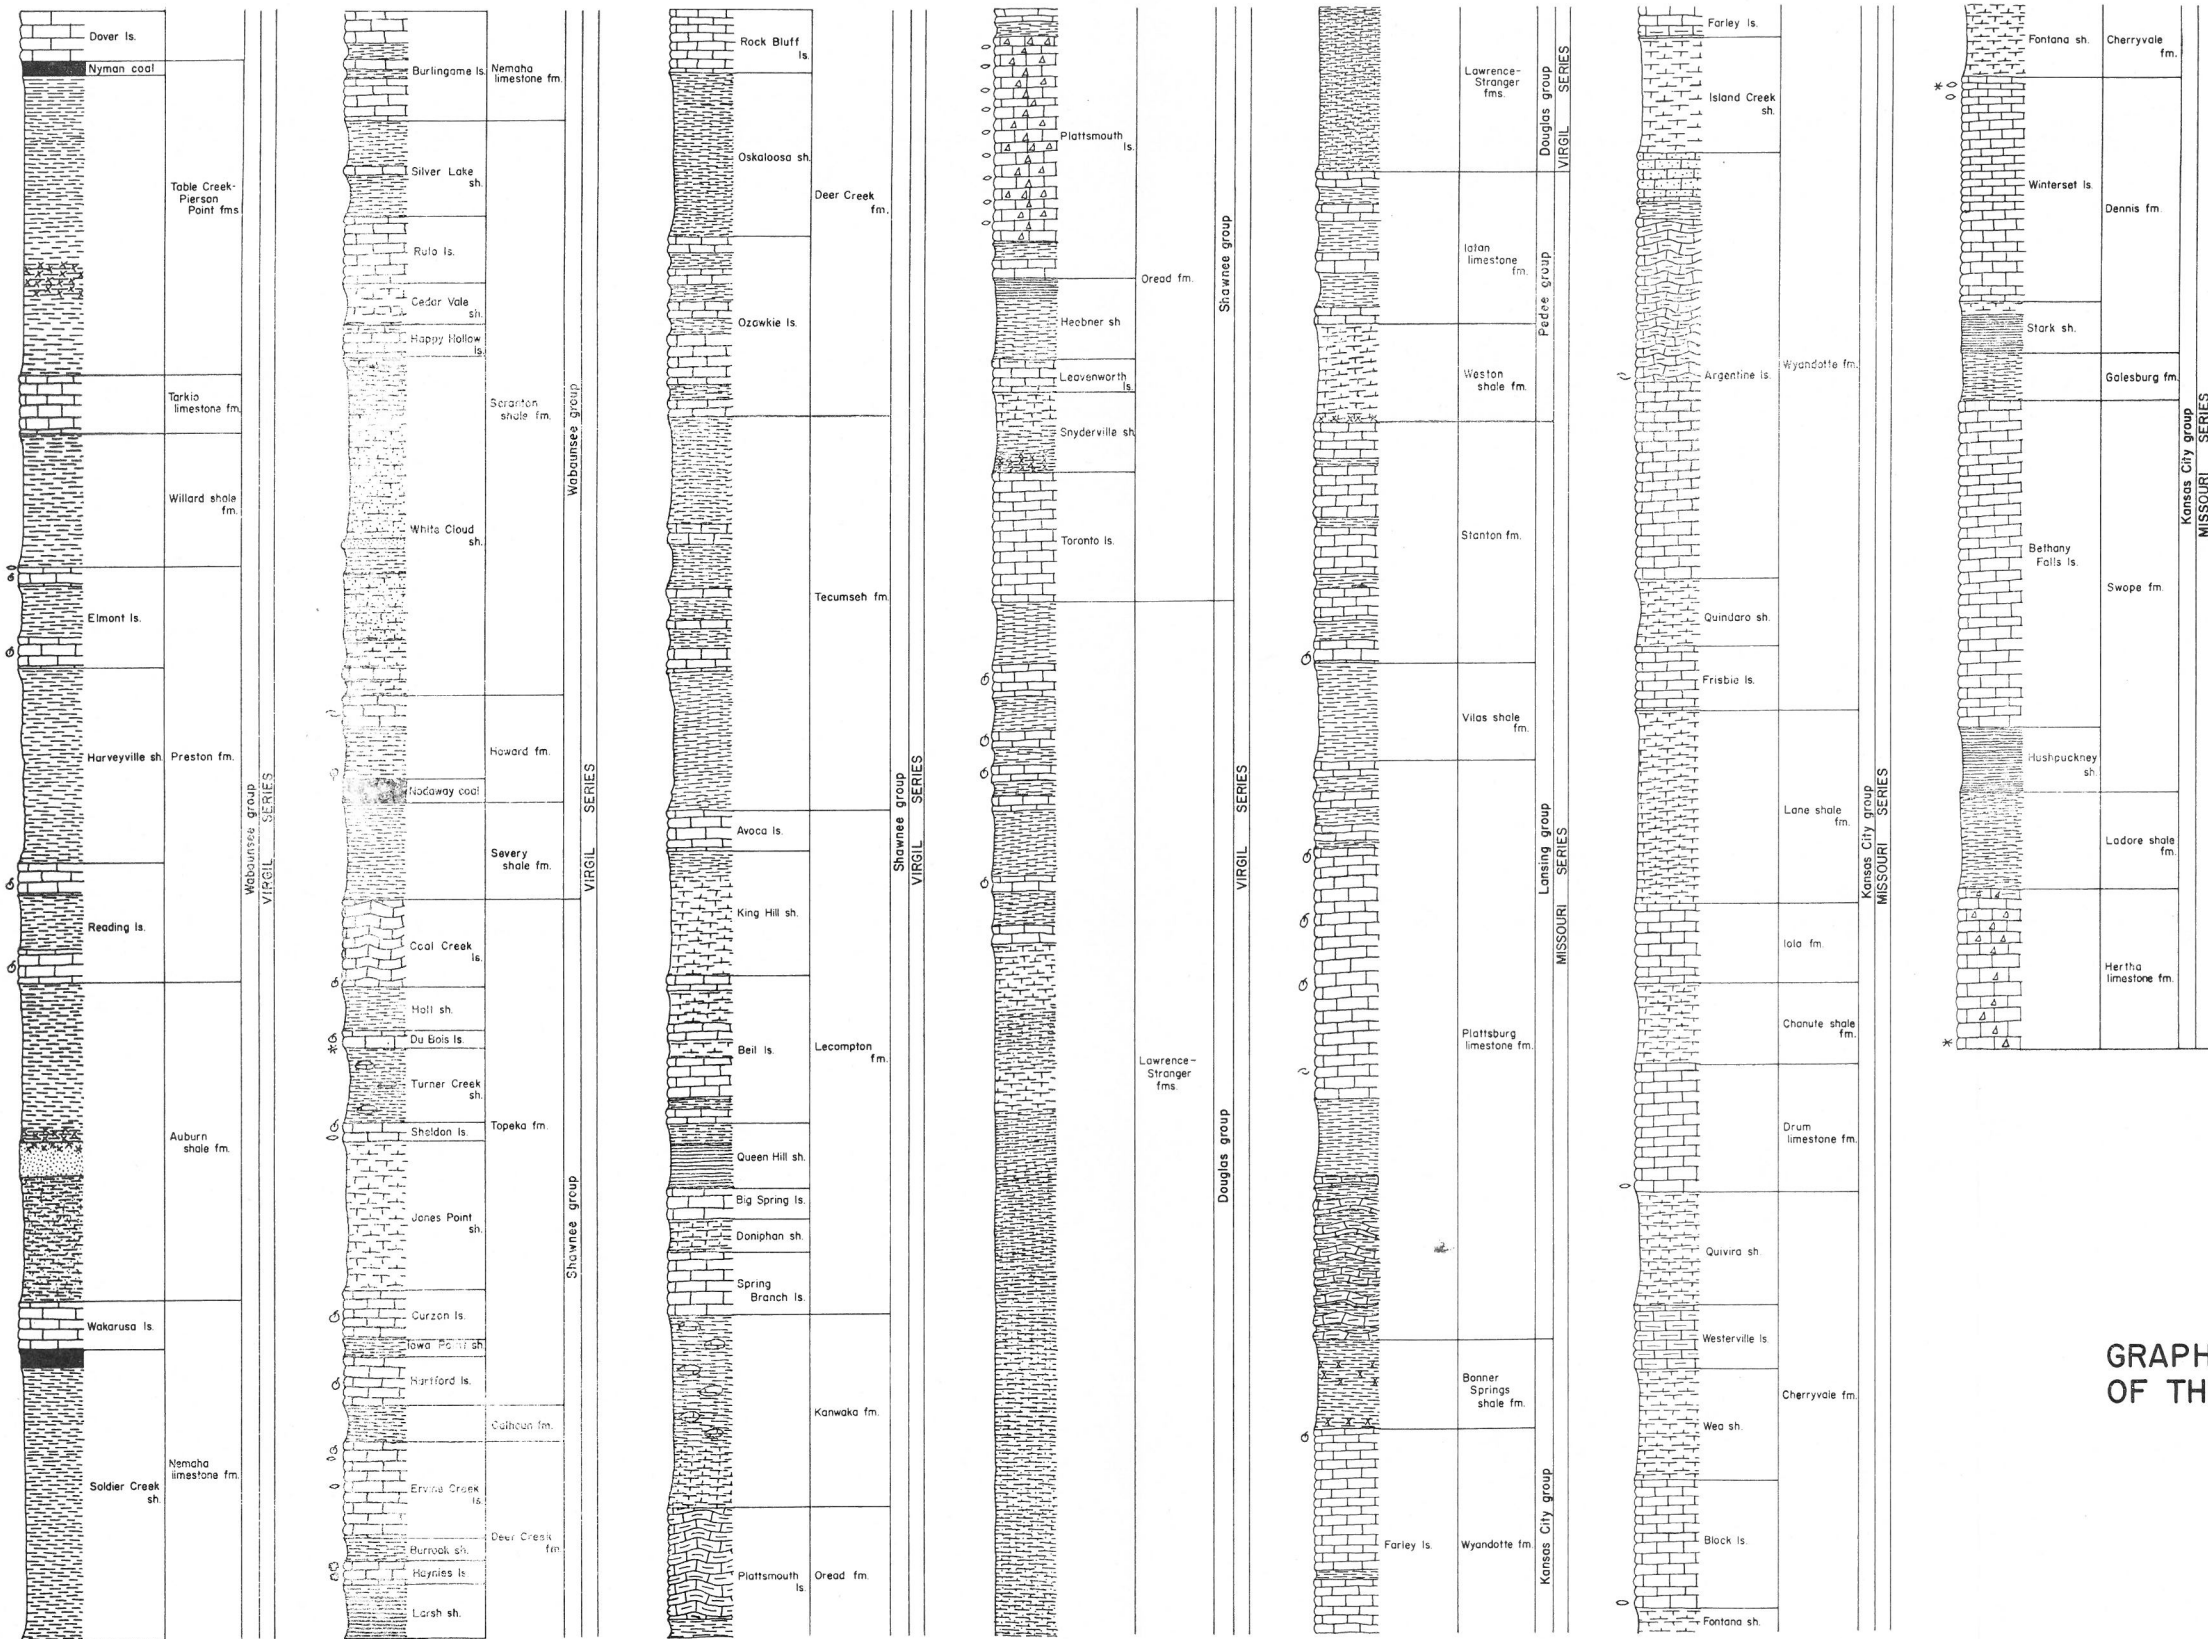 Dover ls.
Nyman coal
Table Creek-
Pierson
Point fms
Tarkio
limestone fm.
Willard shale
fm.
Elmont ls.
Harveyville sh.
Preston fm.
Reading ls.
Auburn
shale fm.
Wakarusa ls.
Soldier Creek
sh.
Nemaha
limestone fm.
Wabaunsee group
VIRGIL SERIES
Burlingame ls.
Nemaha
limestone fm.
Silver Lake
sh.
Rulo ls.
Cedar Vale
sh.
Happy Hollow
ls.
Scranton
shale fm.
White Cloud
sh.
Howard fm.
Nodaway coal
Severy
shale fm.
Coal Creek
ls.
Holt sh.
Du Bois ls.
Turner Creek
sh.
Sheldon ls.
Topeka fm.
Jones Point
sh.
Curzon ls.
Iowa Point sh.
Hartford ls.
Calhoun fm.
Ervine Creek
ls.
Burroak sh.
Haynies ls
Larsh sh.
Deer Creek
fm.
Wabaunsee group
Shawnee group
VIRGIL SERIES
Rock Bluff
ls.
Oskaloosa sh.
Deer Creek
fm.
Ozawkie ls.
Tecumseh fm.
Avoca ls.
King Hill sh.
Beil ls.
Lecompton
fm.
Queen Hill sh.
Big Spring ls.
Doniphan sh.
Spring
Branch ls.
Kanwaka fm.
Plattsmouth
ls.
Oread fm.
Shawnee group
VIRGIL SERIES
Plattsmouth
ls.
Oread fm.
Heebner sh
Leavenworth
ls.
Snyderville sh
Toronto ls.
Lawrence-
Stranger
fms.
Shawnee group
Douglas group
VIRGIL SERIES
Lawrence-
Stranger
fms.
Iatan
limestone
fm.
Weston
shale fm.
Stanton fm.
Vilas shale
fm.
Plattsburg
limestone fm.
Bonner
Springs
shale fm.
Farley ls.
Wyandotte fm.
Douglas group
VIRGIL SERIES
Pedee group
Lansing group
MISSOURI SERIES
Kansas City group
Farley ls.
Island Creek
sh.
Argentine ls.
Wyandotte fm.
Quindaro sh.
Frisbie ls.
Lane shale
fm.
Iola fm.
Chanute shale
fm.
Drum
limestone fm.
Quivira sh.
Westerville ls
Cherryvale fm.
Wea sh.
Block ls.
Fontana sh.
Kansas City group
MISSOURI SERIES
Fontana sh.
Cherryvale
fm.
Winterset ls.
Dennis fm.
Stark sh.
Galesburg fm.
Bethany
Falls ls.
Swope fm.
Hushpuckney
sh.
Ladore shale
fm.
Hertha
limestone fm.
Kansas City group
MISSOURI SERIES
GRAPH
OF TH